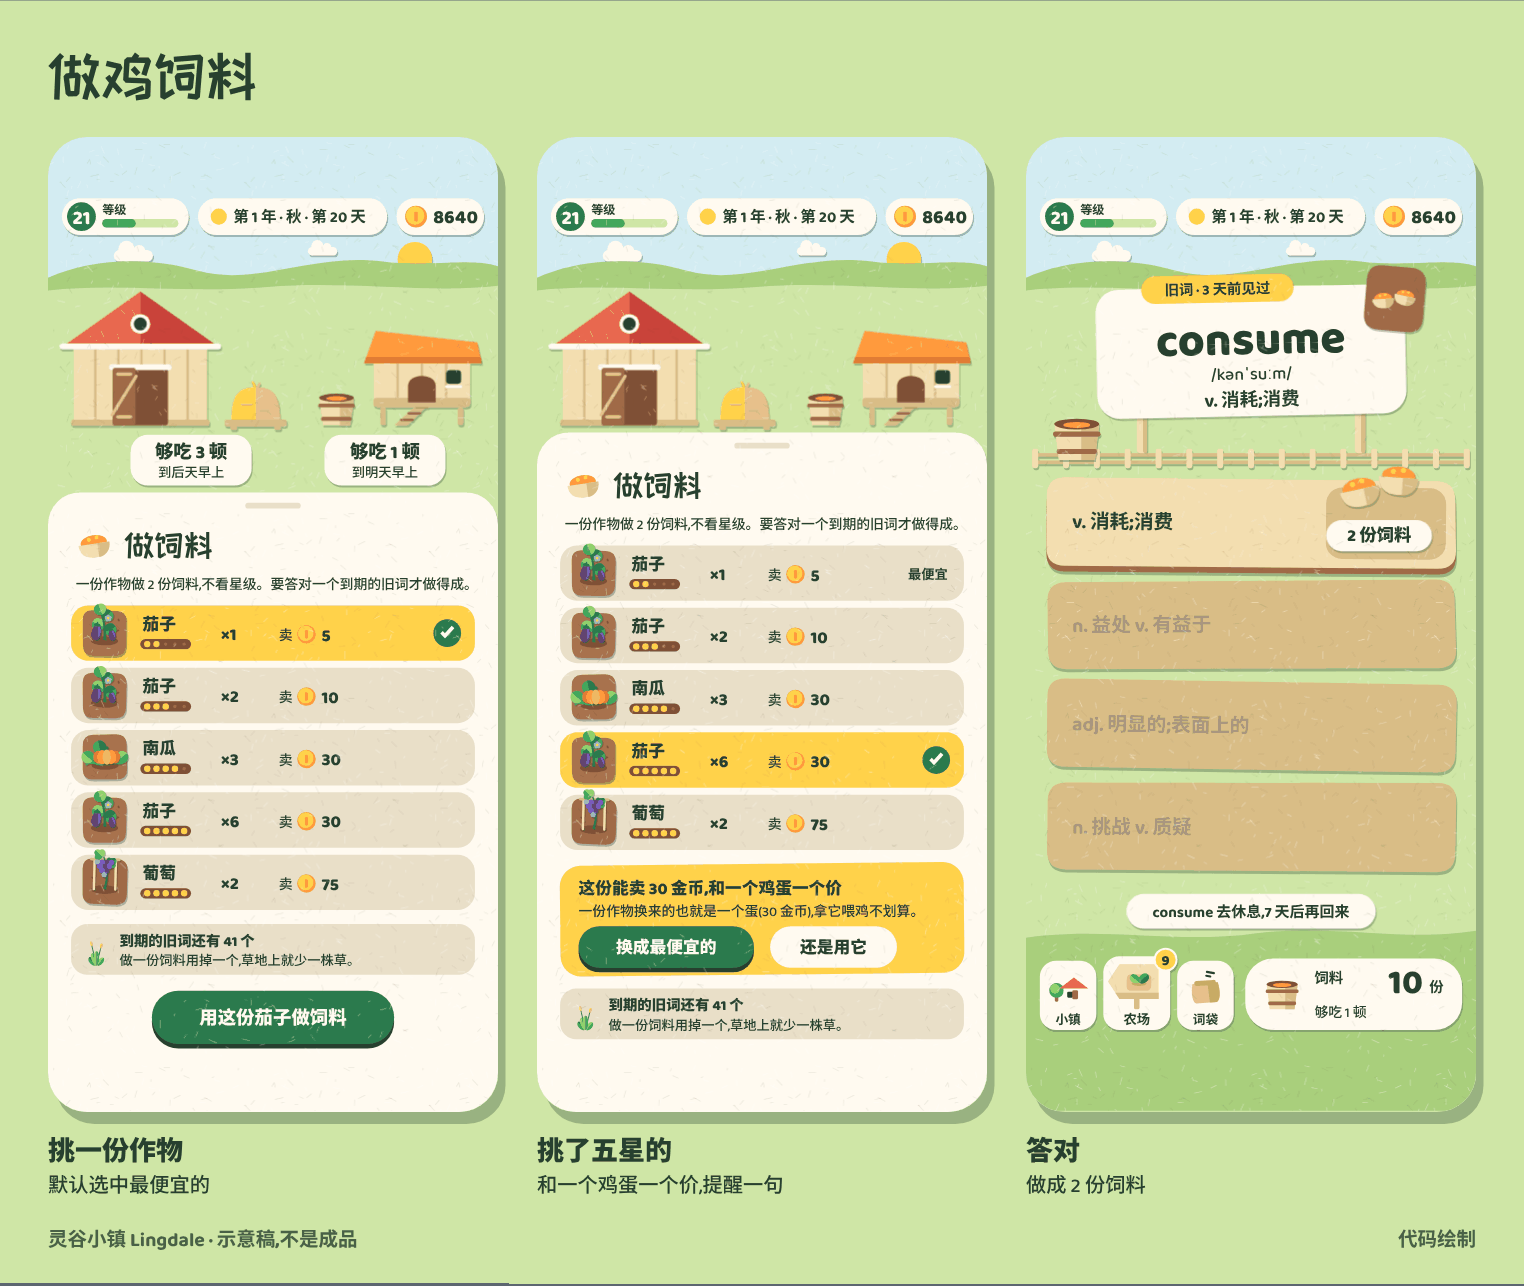 做鸡饲料
21 等级
第1年·秋·第20天
8640
够吃 3 顿
到后天早上
够吃 1 顿
到明天早上
做饲料
一份作物做 2 份饲料,不看星级。要答对一个到期的旧词才做得成。
茄子 ×1 卖 5
茄子 ×2 卖 10
南瓜 ×3 卖 30
茄子 ×6 卖 30
葡萄 ×2 卖 75
到期的旧词还有 41 个
做一份饲料用掉一个,草地上就少一株草。
用这份茄子做饲料
挑一份作物
默认选中最便宜的
21 等级
第1年·秋·第20天
8640
做饲料
一份作物做 2 份饲料,不看星级。要答对一个到期的旧词才做得成。
茄子 ×1 卖 5 最便宜
茄子 ×2 卖 10
南瓜 ×3 卖 30
茄子 ×6 卖 30
葡萄 ×2 卖 75
这份能卖 30 金币,和一个鸡蛋一个价
一份作物换来的也就是一个蛋(30 金币),拿它喂鸡不划算。
换成最便宜的
还是用它
到期的旧词还有 41 个
做一份饲料用掉一个,草地上就少一株草。
挑了五星的
和一个鸡蛋一个价,提醒一句
21 等级
第1年·秋·第20天
8640
旧词·3 天前见过
consume
/kənˈsuːm/
v. 消耗;消费
v. 消耗;消费
2 份饲料
n. 益处 v. 有益于
adj. 明显的;表面上的
n. 挑战 v. 质疑
consume 去休息,7 天后再回来
小镇
9
农场
词袋
饲料
10 份
够吃 1 顿
答对
做成 2 份饲料
灵谷小镇 Lingdale · 示意稿,不是成品
代码绘制